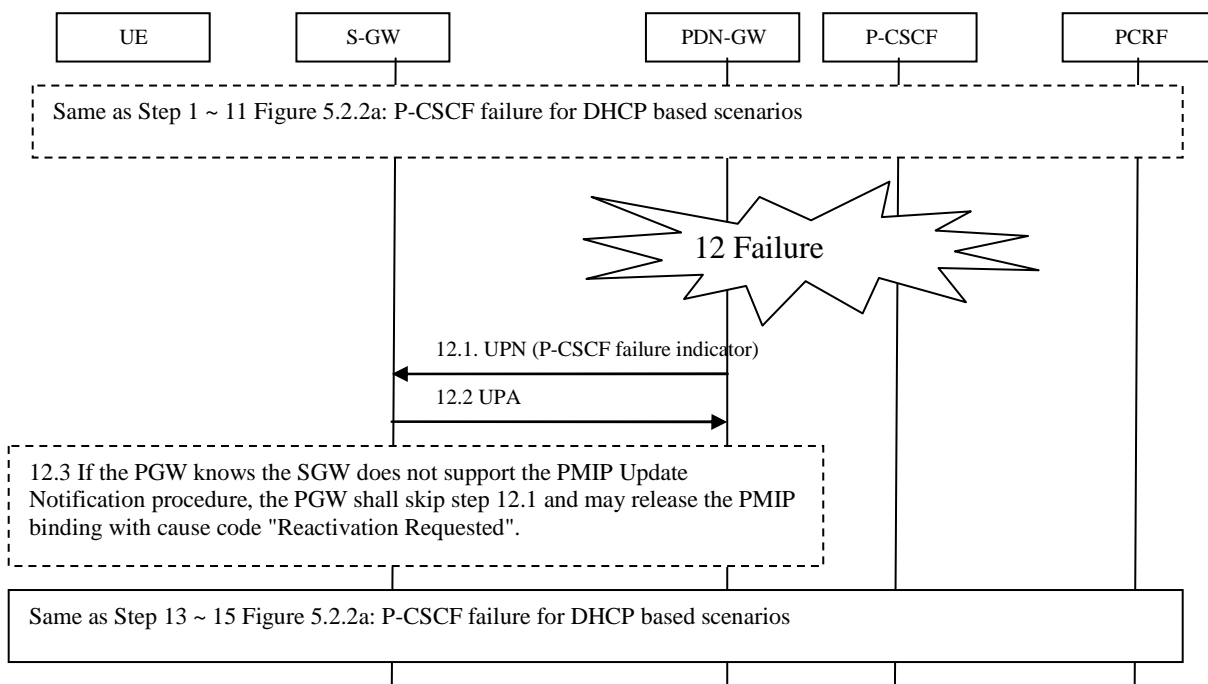 UE
S-GW
PDN-GW
P-CSCF
PCRF
Same as Step 1 ~ 11 Figure 5.2.2a: P-CSCF failure for DHCP based scenarios
12 Failure
12.1. UPN (P-CSCF failure indicator)
12.2 UPA
12.3 If the PGW knows the SGW does not support the PMIP Update
Notification procedure, the PGW shall skip step 12.1 and may release the PMIP
binding with cause code "Reactivation Requested".
Same as Step 13 ~ 15 Figure 5.2.2a: P-CSCF failure for DHCP based scenarios